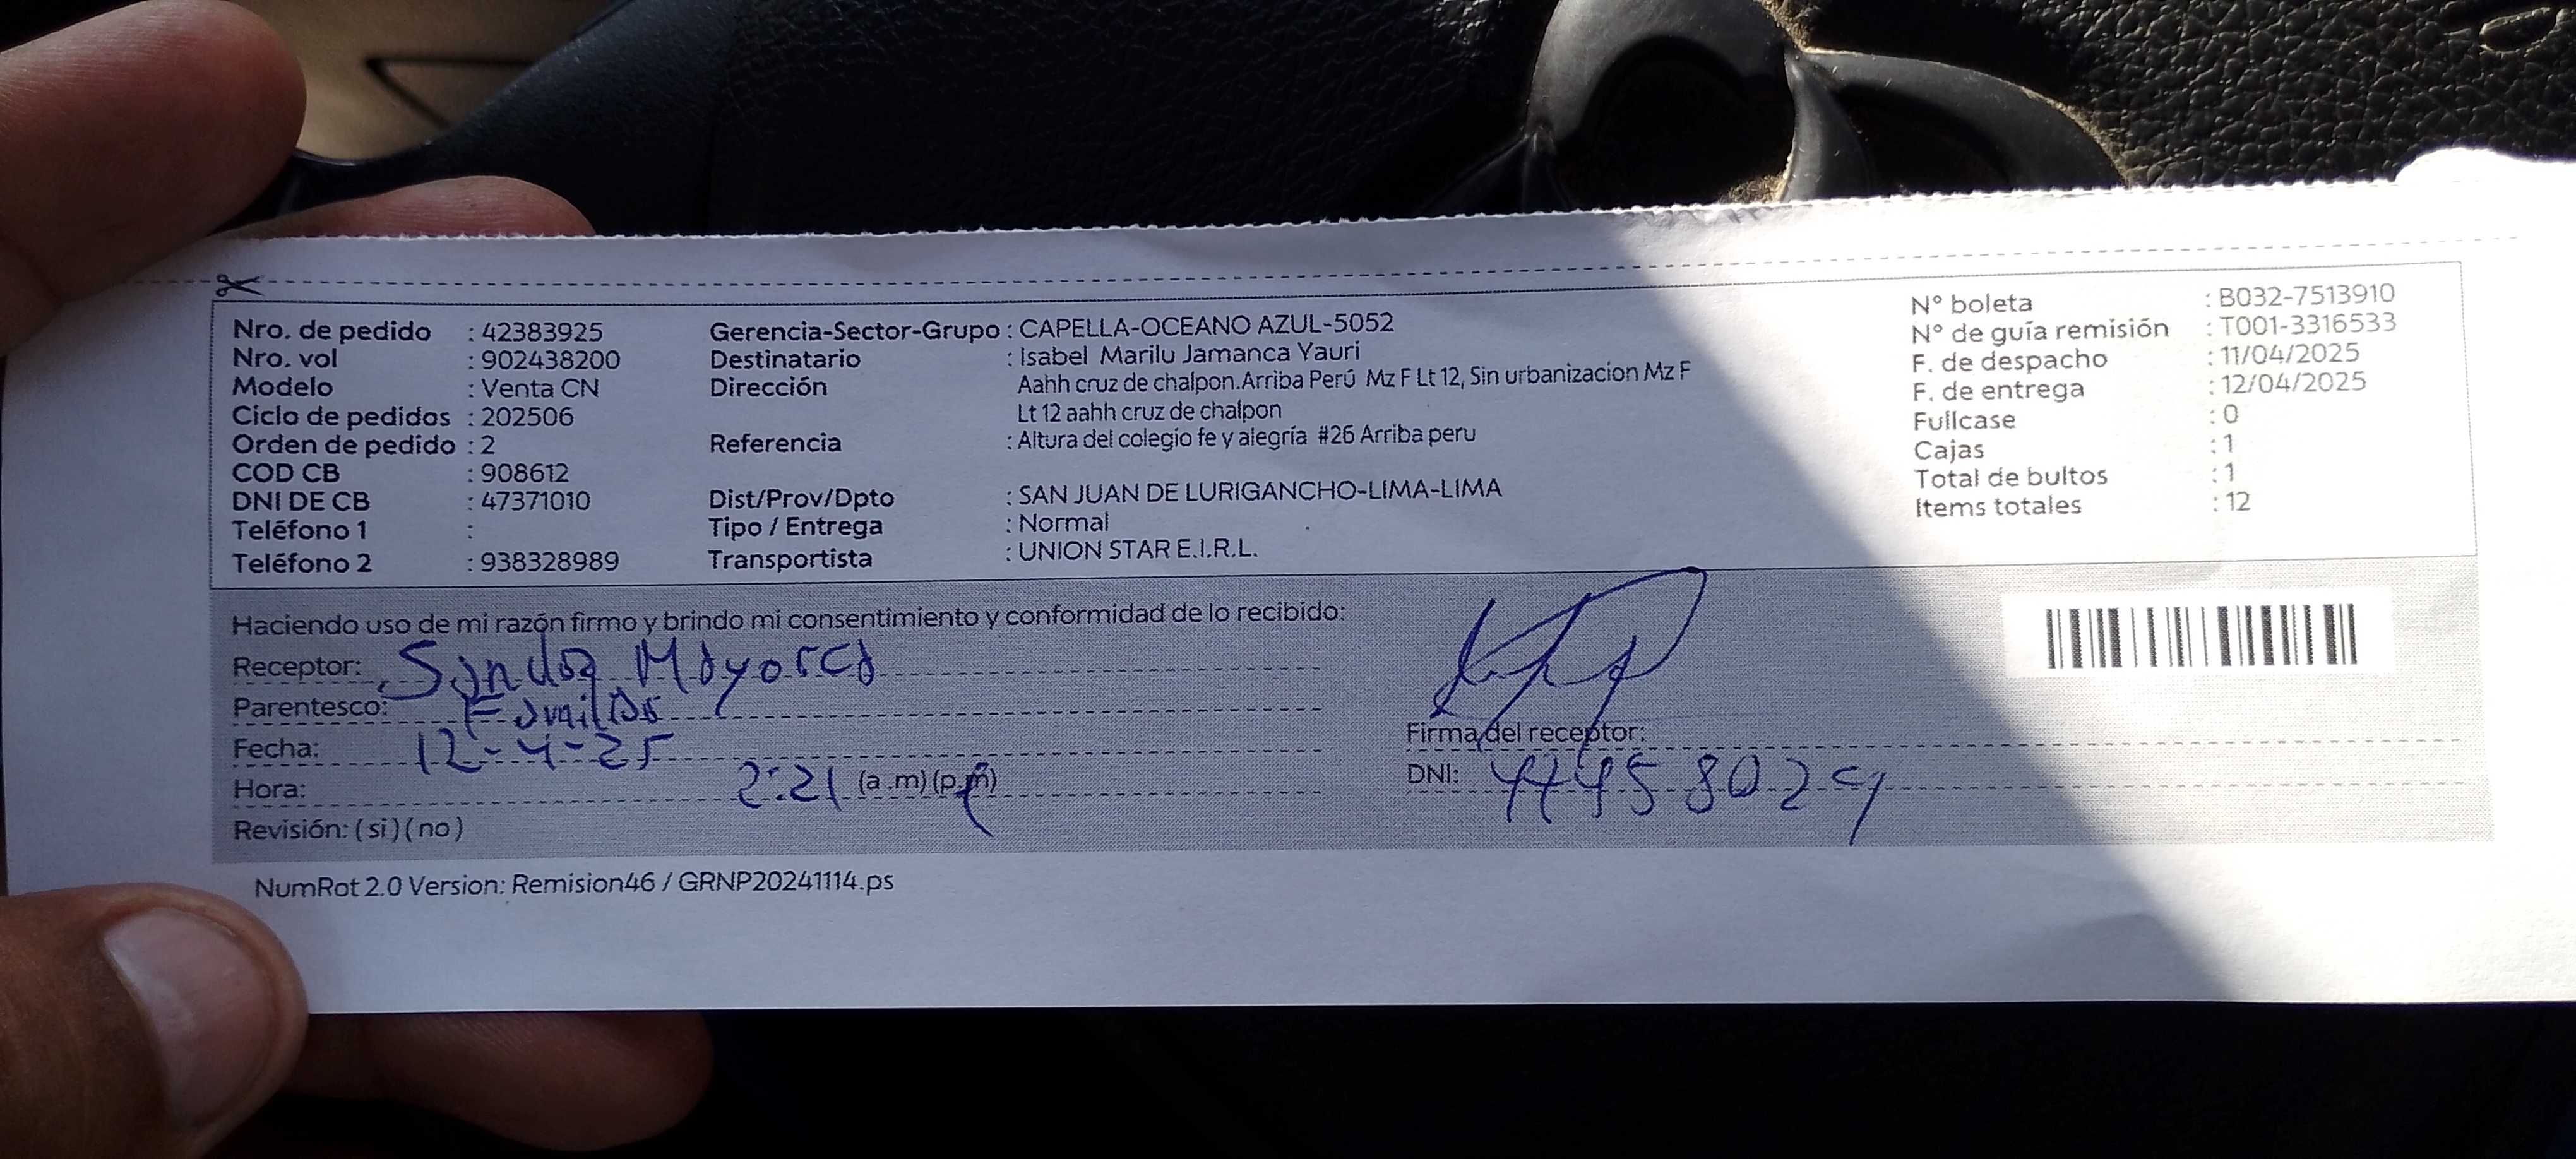 Nro. de pedido : 42383925
Nro. vol : 902438200
Modelo : Venta CN
Ciclo de pedidos : 202506
Orden de pedido : 2
COD CB : 908612
DNI DE CB : 47371010
Teléfono 1 :
Teléfono 2 : 938328989
Gerencia-Sector-Grupo : CAPELLA-OCEANO AZUL-5052
Destinatario : Isabel Marilu Jamanca Yauri
Dirección Aahh cruz de chalpon.Arriba Perú Mz F Lt 12, Sin urbanizacion Mz F
Lt 12 aahh cruz de chalpon
Referencia : Altura del colegio fe y alegría #26 Arriba peru
Dist/Prov/Dpto : SAN JUAN DE LURIGANCHO-LIMA-LIMA
Tipo / Entrega : Normal
Transportista : UNION STAR E.I.R.L.
N° boleta : B032-7513910
N° de guía remisión : T001-3316533
F. de despacho : 11/04/2025
F. de entrega : 12/04/2025
Fullcase : 0
Cajas : 1
Total de bultos : 1
Items totales : 12
Haciendo uso de mi razón firmo y brindo mi consentimiento y conformidad de lo recibido:
Receptor: Mayorca
Parentesco: Familiar
Fecha: 12-4-25
Hora: 2:21 (a.m) (p.m)
Revisión: (si) (no)
Firma del receptor:
DNI: 44458029
NumRot 2.0 Version: Remision46 / GRNP20241114.ps